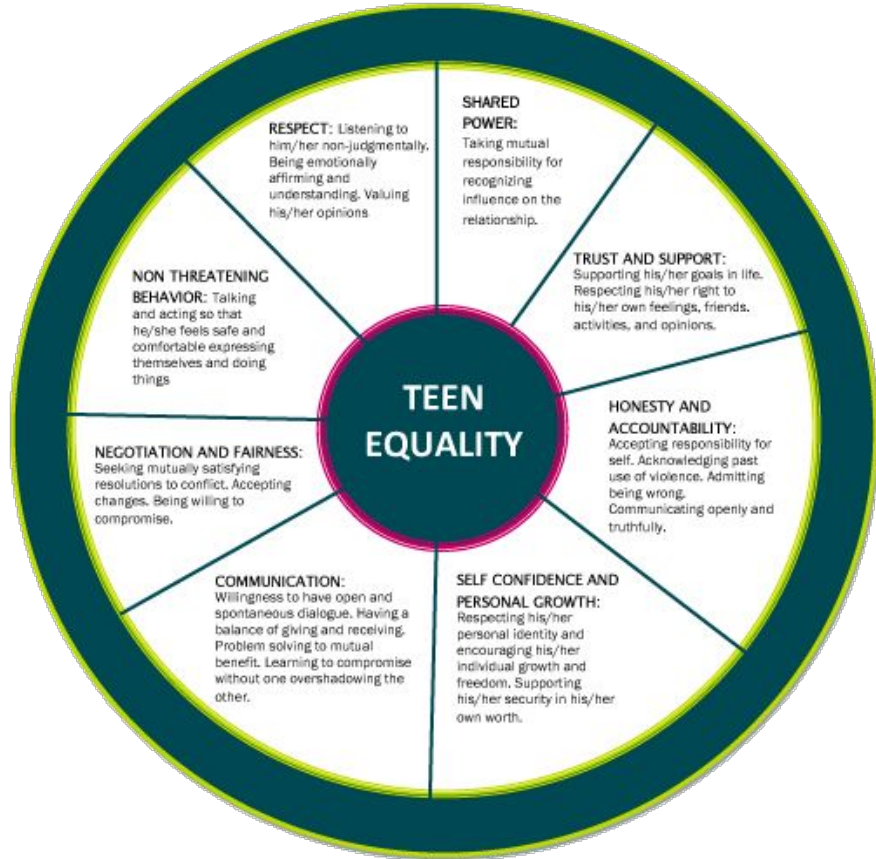 SHARED
POWER:
Taking mutual
responsibility for
recognizing
influence on the
relationship.
TRUST AND SUPPORT:
Supporting his/her goals in life.
Respecting his/her right to
his/her own feelings, friends.
activities, and opinions.
HONESTY AND
ACCOUNTABILITY:
Accepting responsibility for
self. Acknowledging past
use of violence. Admitting
being wrong.
Communicating openly and
truthfully.
SELF CONFIDENCE AND
PERSONAL GROWTH:
Respecting his/her
personal identity and
encouraging his/her
individual growth and
freedom. Supporting
his/her security in his/her
own worth.
COMMUNICATION:
Willingness to have open and
spontaneous dialogue. Having a
balance of giving and receiving.
Problem solving to mutual
benefit. Learning to compromise
without one overshadowing the
other.
NEGOTIATION AND FAIRNESS:
Seeking mutually satisfying
resolutions to conflict. Accepting
changes. Being willing to
compromise.
NON THREATENING
BEHAVIOR: Talking
and acting so that
he/she feels safe and
comfortable expressing
themselves and doing
things
RESPECT: Listening to
him/her non-judgmentally.
Being emotionally
affirming and
understanding. Valuing
his/her opinions
TEEN
EQUALITY